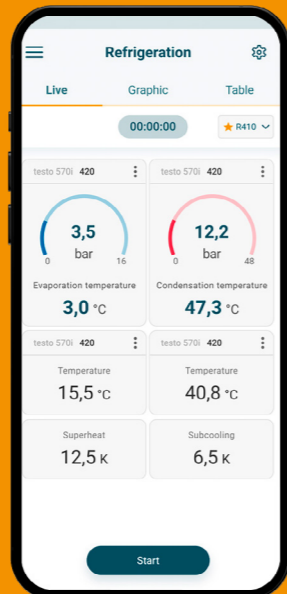 Refrigeration
Live Graphic Table
00:00:00 R410
testo 570i 420 testo 570i 420
3,5 12,2
bar bar
0 16 0 48
Evaporation temperature Condensation temperature
3,0 °C 47,3 °C
testo 570i 420 testo 570i 420
Temperature Temperature
15,5 °C 40,8 °C
Superheat Subcooling
12,5 K 6,5 K
Start